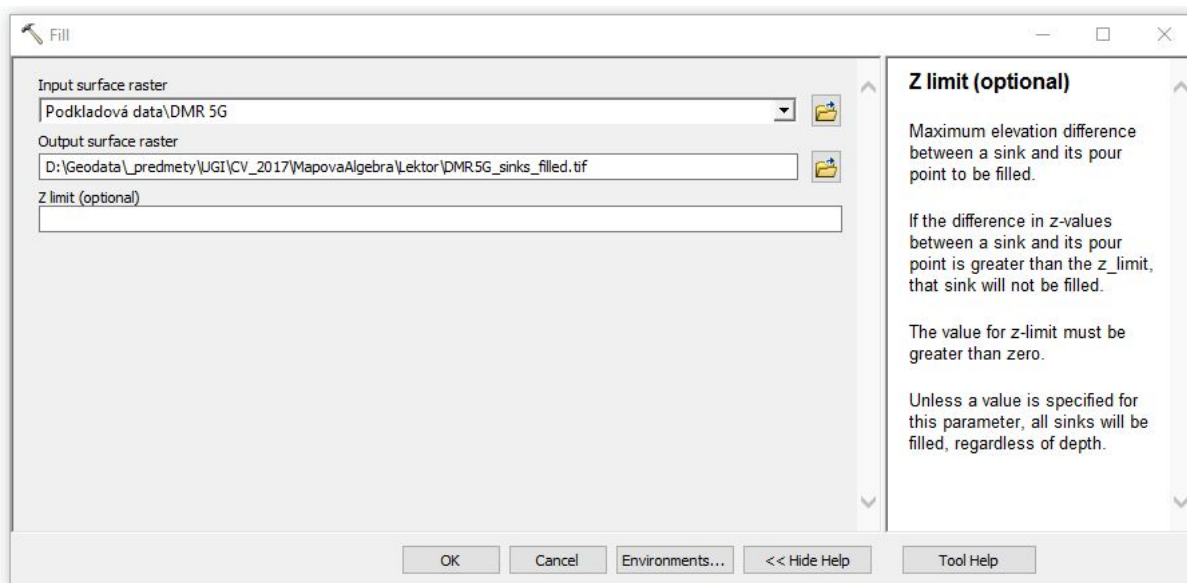 Fill
Input surface raster
Podkladová data\DMR 5G
Output surface raster
D:\Geodata\_predmety\UGI\CV_2017\MapovaAlgebra\Lektor\DMR5G_sinks_filled.tif
Z limit (optional)
Z limit (optional)
Maximum elevation difference
between a sink and its pour
point to be filled.
If the difference in z-values
between a sink and its pour
point is greater than the z_limit,
that sink will not be filled.
The value for z-limit must be
greater than zero.
Unless a value is specified for
this parameter, all sinks will be
filled, regardless of depth.
OK
Cancel
Environments...
<< Hide Help
Tool Help